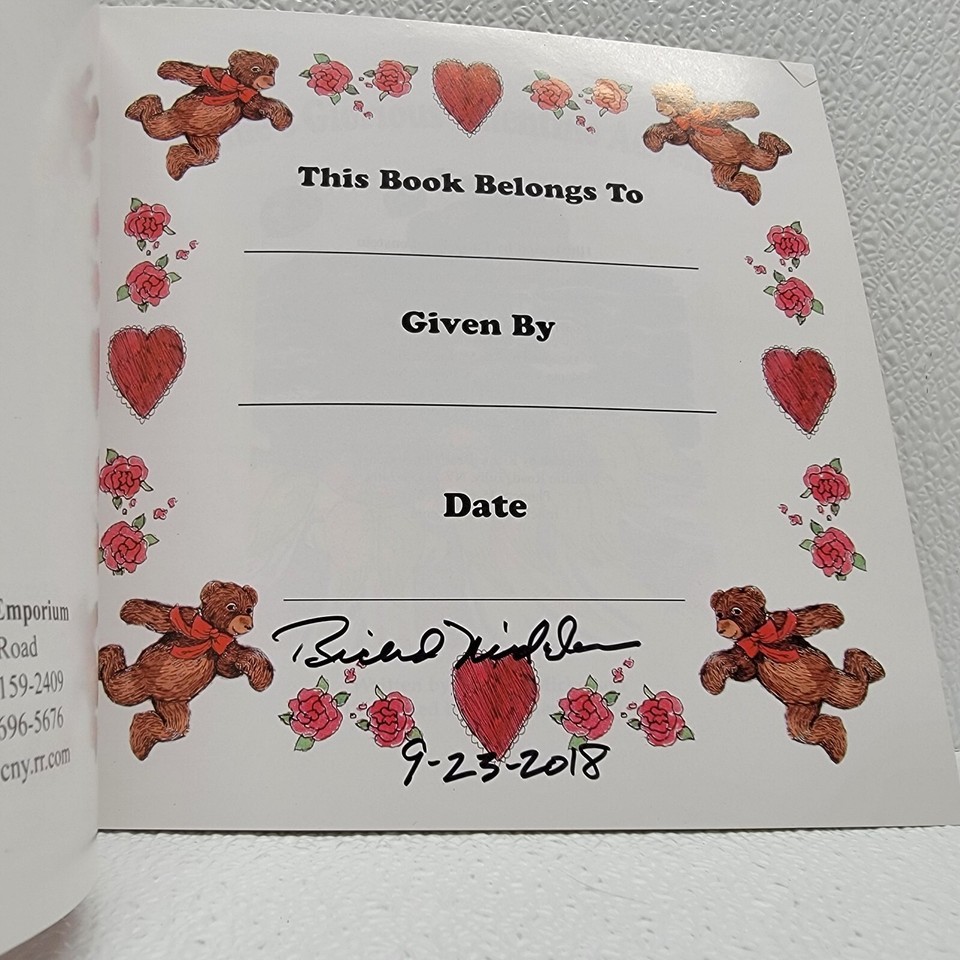 This Book Belongs To
Given By
Date
9-23-2018
Emporium
Road
159-2409
696-5676
cny.rr.com